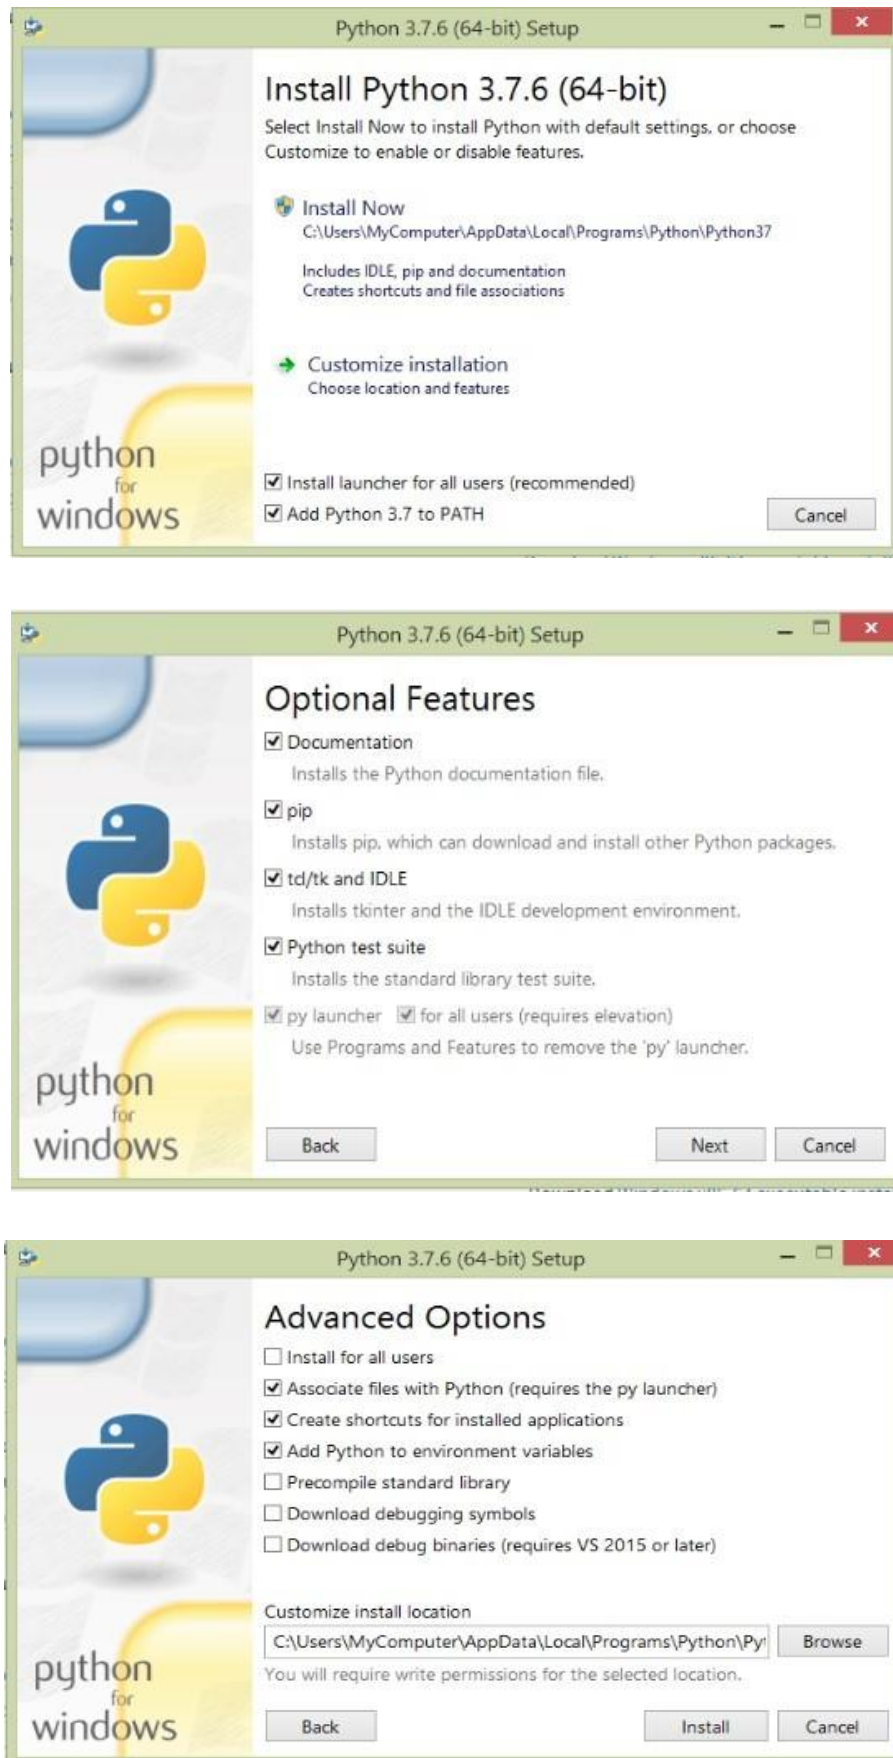 Python 3.7.6 (64-bit) Setup
Install Python 3.7.6 (64-bit)
Select Install Now to install Python with default settings, or choose
Customize to enable or disable features.
Install Now
C:\Users\MyComputer\AppData\Local\Programs\Python\Python37
Includes IDLE, pip and documentation
Creates shortcuts and file associations
Customize installation
Choose location and features
python
for
windows
Install launcher for all users (recommended)
Add Python 3.7 to PATH
Cancel
Python 3.7.6 (64-bit) Setup
Optional Features
Documentation
Installs the Python documentation file.
pip
Installs pip, which can download and install other Python packages.
tcl/tk and IDLE
Installs tkinter and the IDLE development environment.
Python test suite
Installs the standard library test suite.
py launcher for all users (requires elevation)
Use Programs and Features to remove the 'py' launcher.
python
for
windows
Back Next Cancel
Python 3.7.6 (64-bit) Setup
Advanced Options
Install for all users
Associate files with Python (requires the py launcher)
Create shortcuts for installed applications
Add Python to environment variables
Precompile standard library
Download debugging symbols
Download debug binaries (requires VS 2015 or later)
Customize install location
C:\Users\MyComputer\AppData\Local\Programs\Python\Pyt Browse
You will require write permissions for the selected location.
python
for
windows
Back Install Cancel